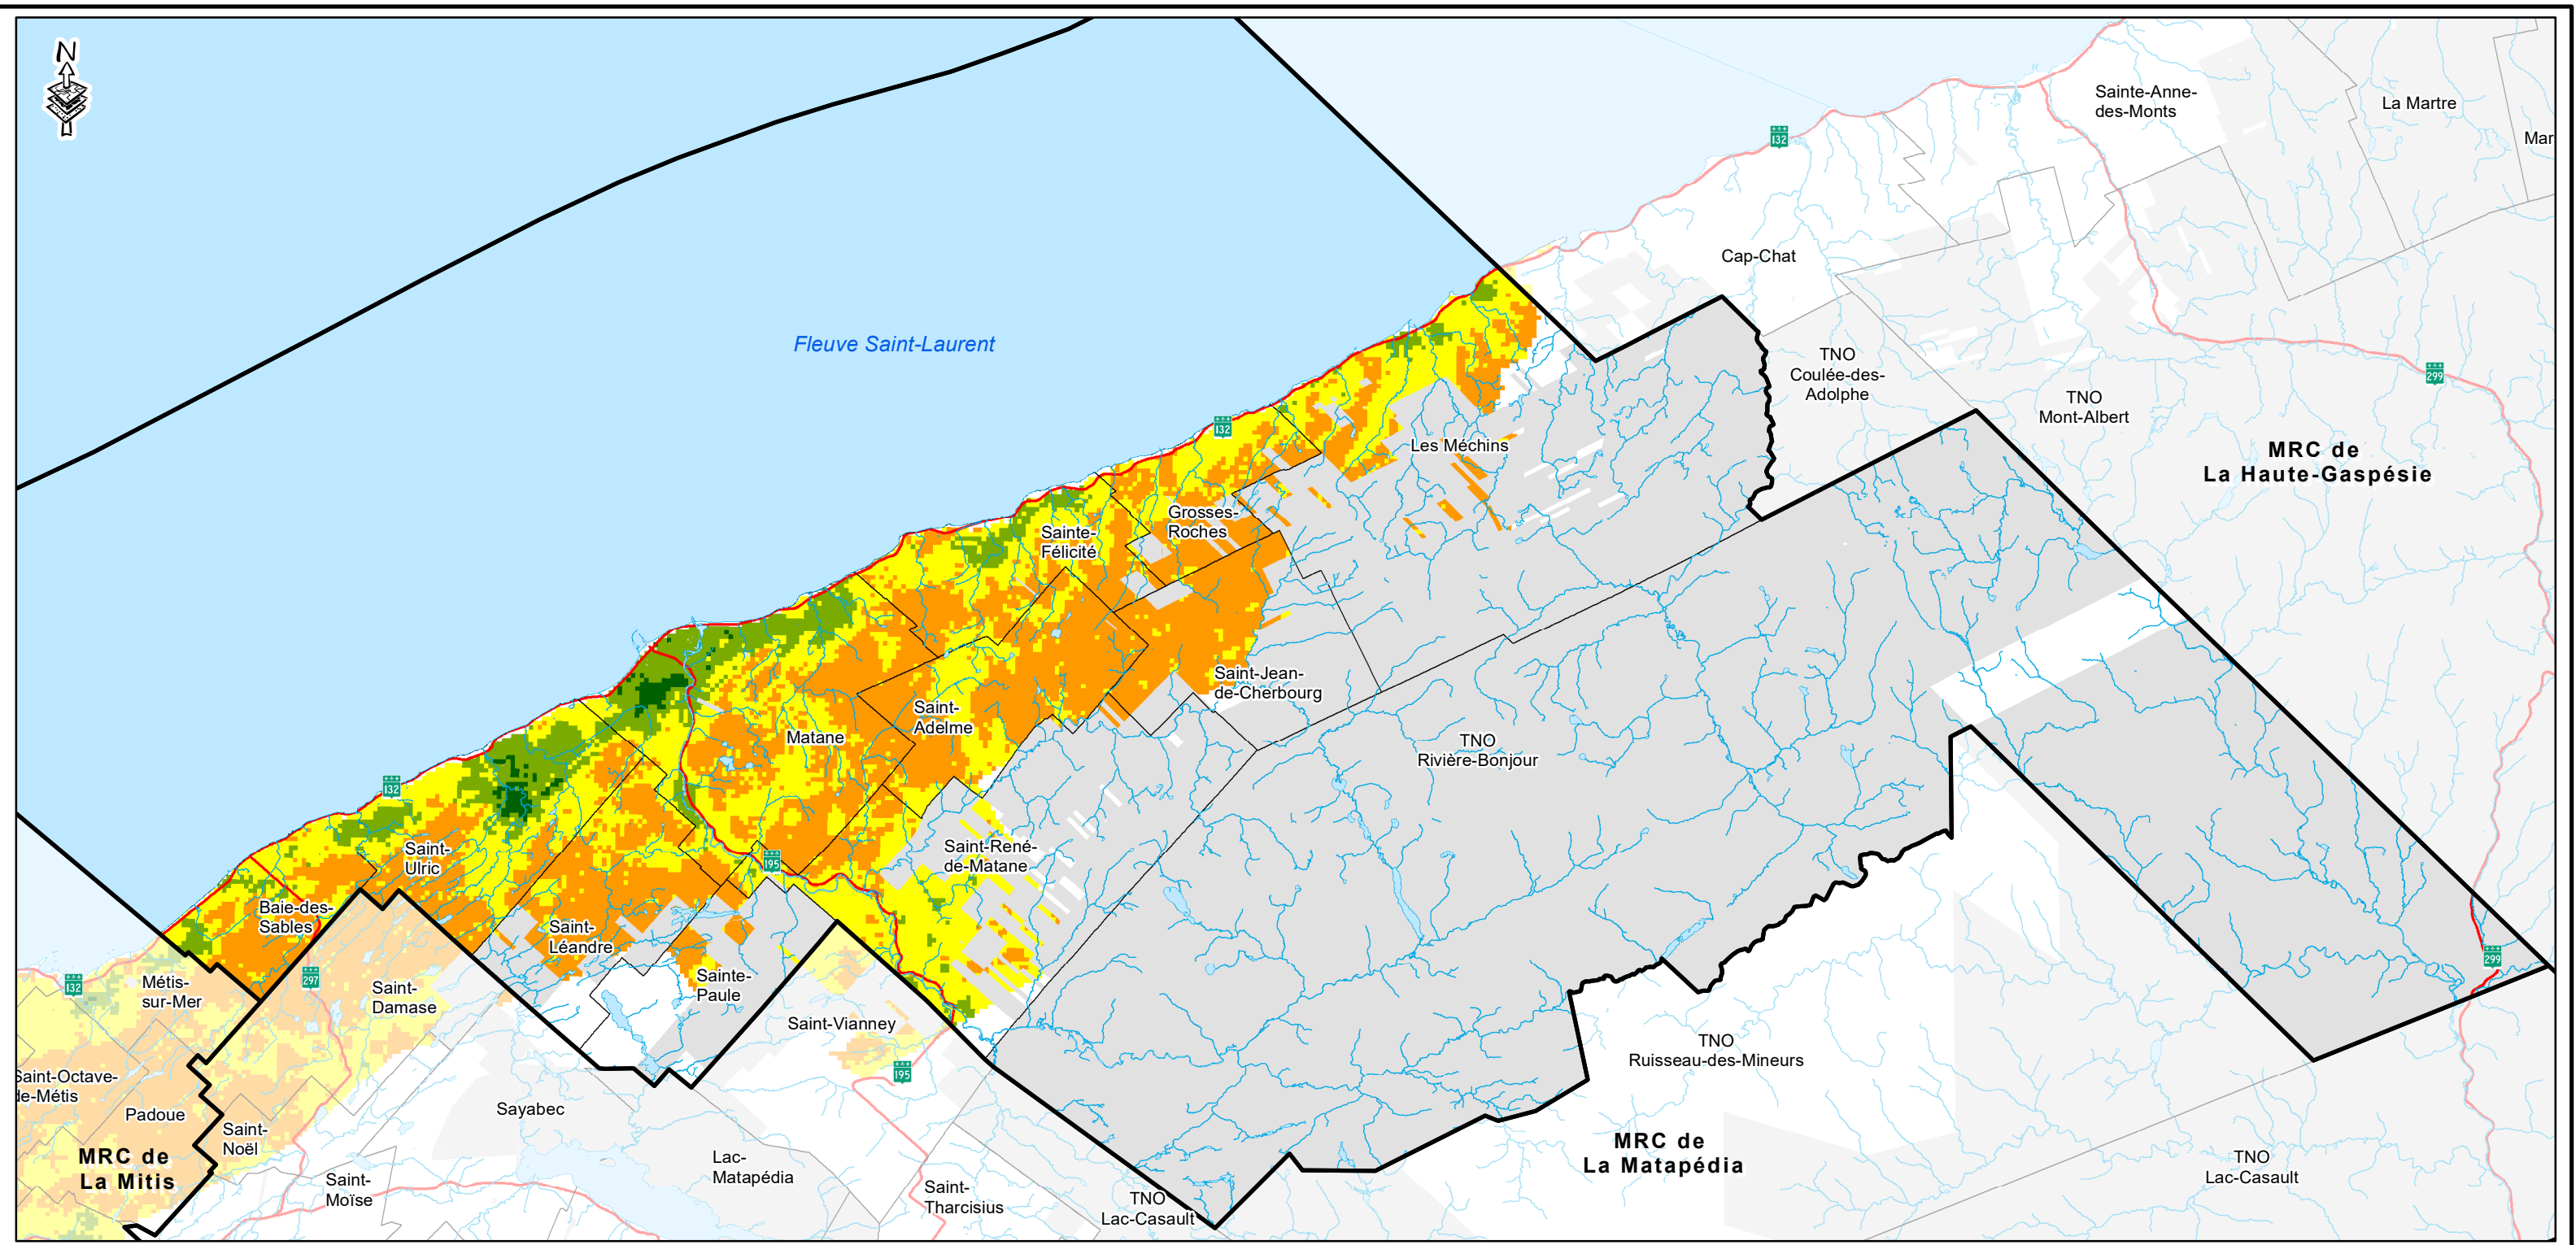 N
Sainte-Anne-
des-Monts
La Martre
Mar
132
Cap-Chat
Fleuve Saint-Laurent
TNO
Coulée-des-
Adolphe
TNO
Mont-Albert
299
MRC de
La Haute-Gaspésie
132
Les Méchins
Grosses-
Roches
Sainte-
Félicité
Saint-Jean-
de-Cherbourg
Saint-
Adelme
Matane
TNO
Rivière-Bonjour
132
Saint-
Ulric
195
Saint-René-
de-Matane
Baie-des-
Sables
Saint-
Léandre
Sainte-
Paule
299
132
Métis-
sur-Mer
297
Saint-
Damase
Saint-Vianney
195
TNO
Ruisseau-des-Mineurs
Saint-Octave-
de-Métis
Padoue
Saint-
Noël
Sayabec
MRC de
La Mitis
Saint-
Moïse
Lac-
Matapédia
Saint-
Tharcisius
TNO
Lac-Casault
MRC de
La Matapédia
TNO
Lac-Casault